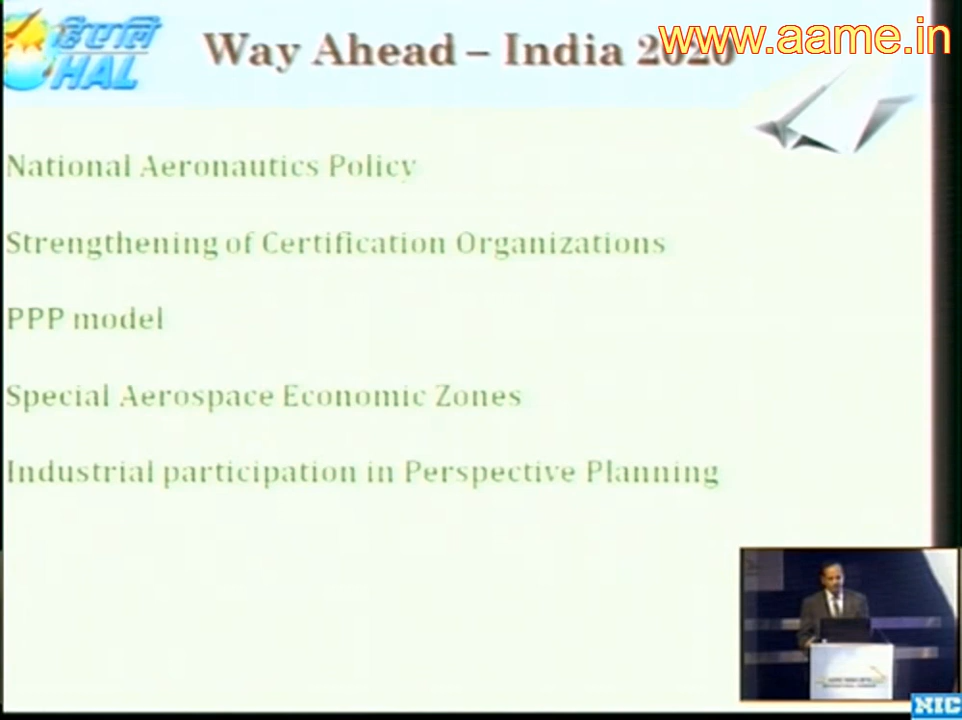 हिएलि
HAL
Way Ahead – India 2020
www.aame.in
National Aeronautics Policy
Strengthening of Certification Organizations
PPP model
Special Aerospace Economic Zones
Industrial participation in Perspective Planning
NIC